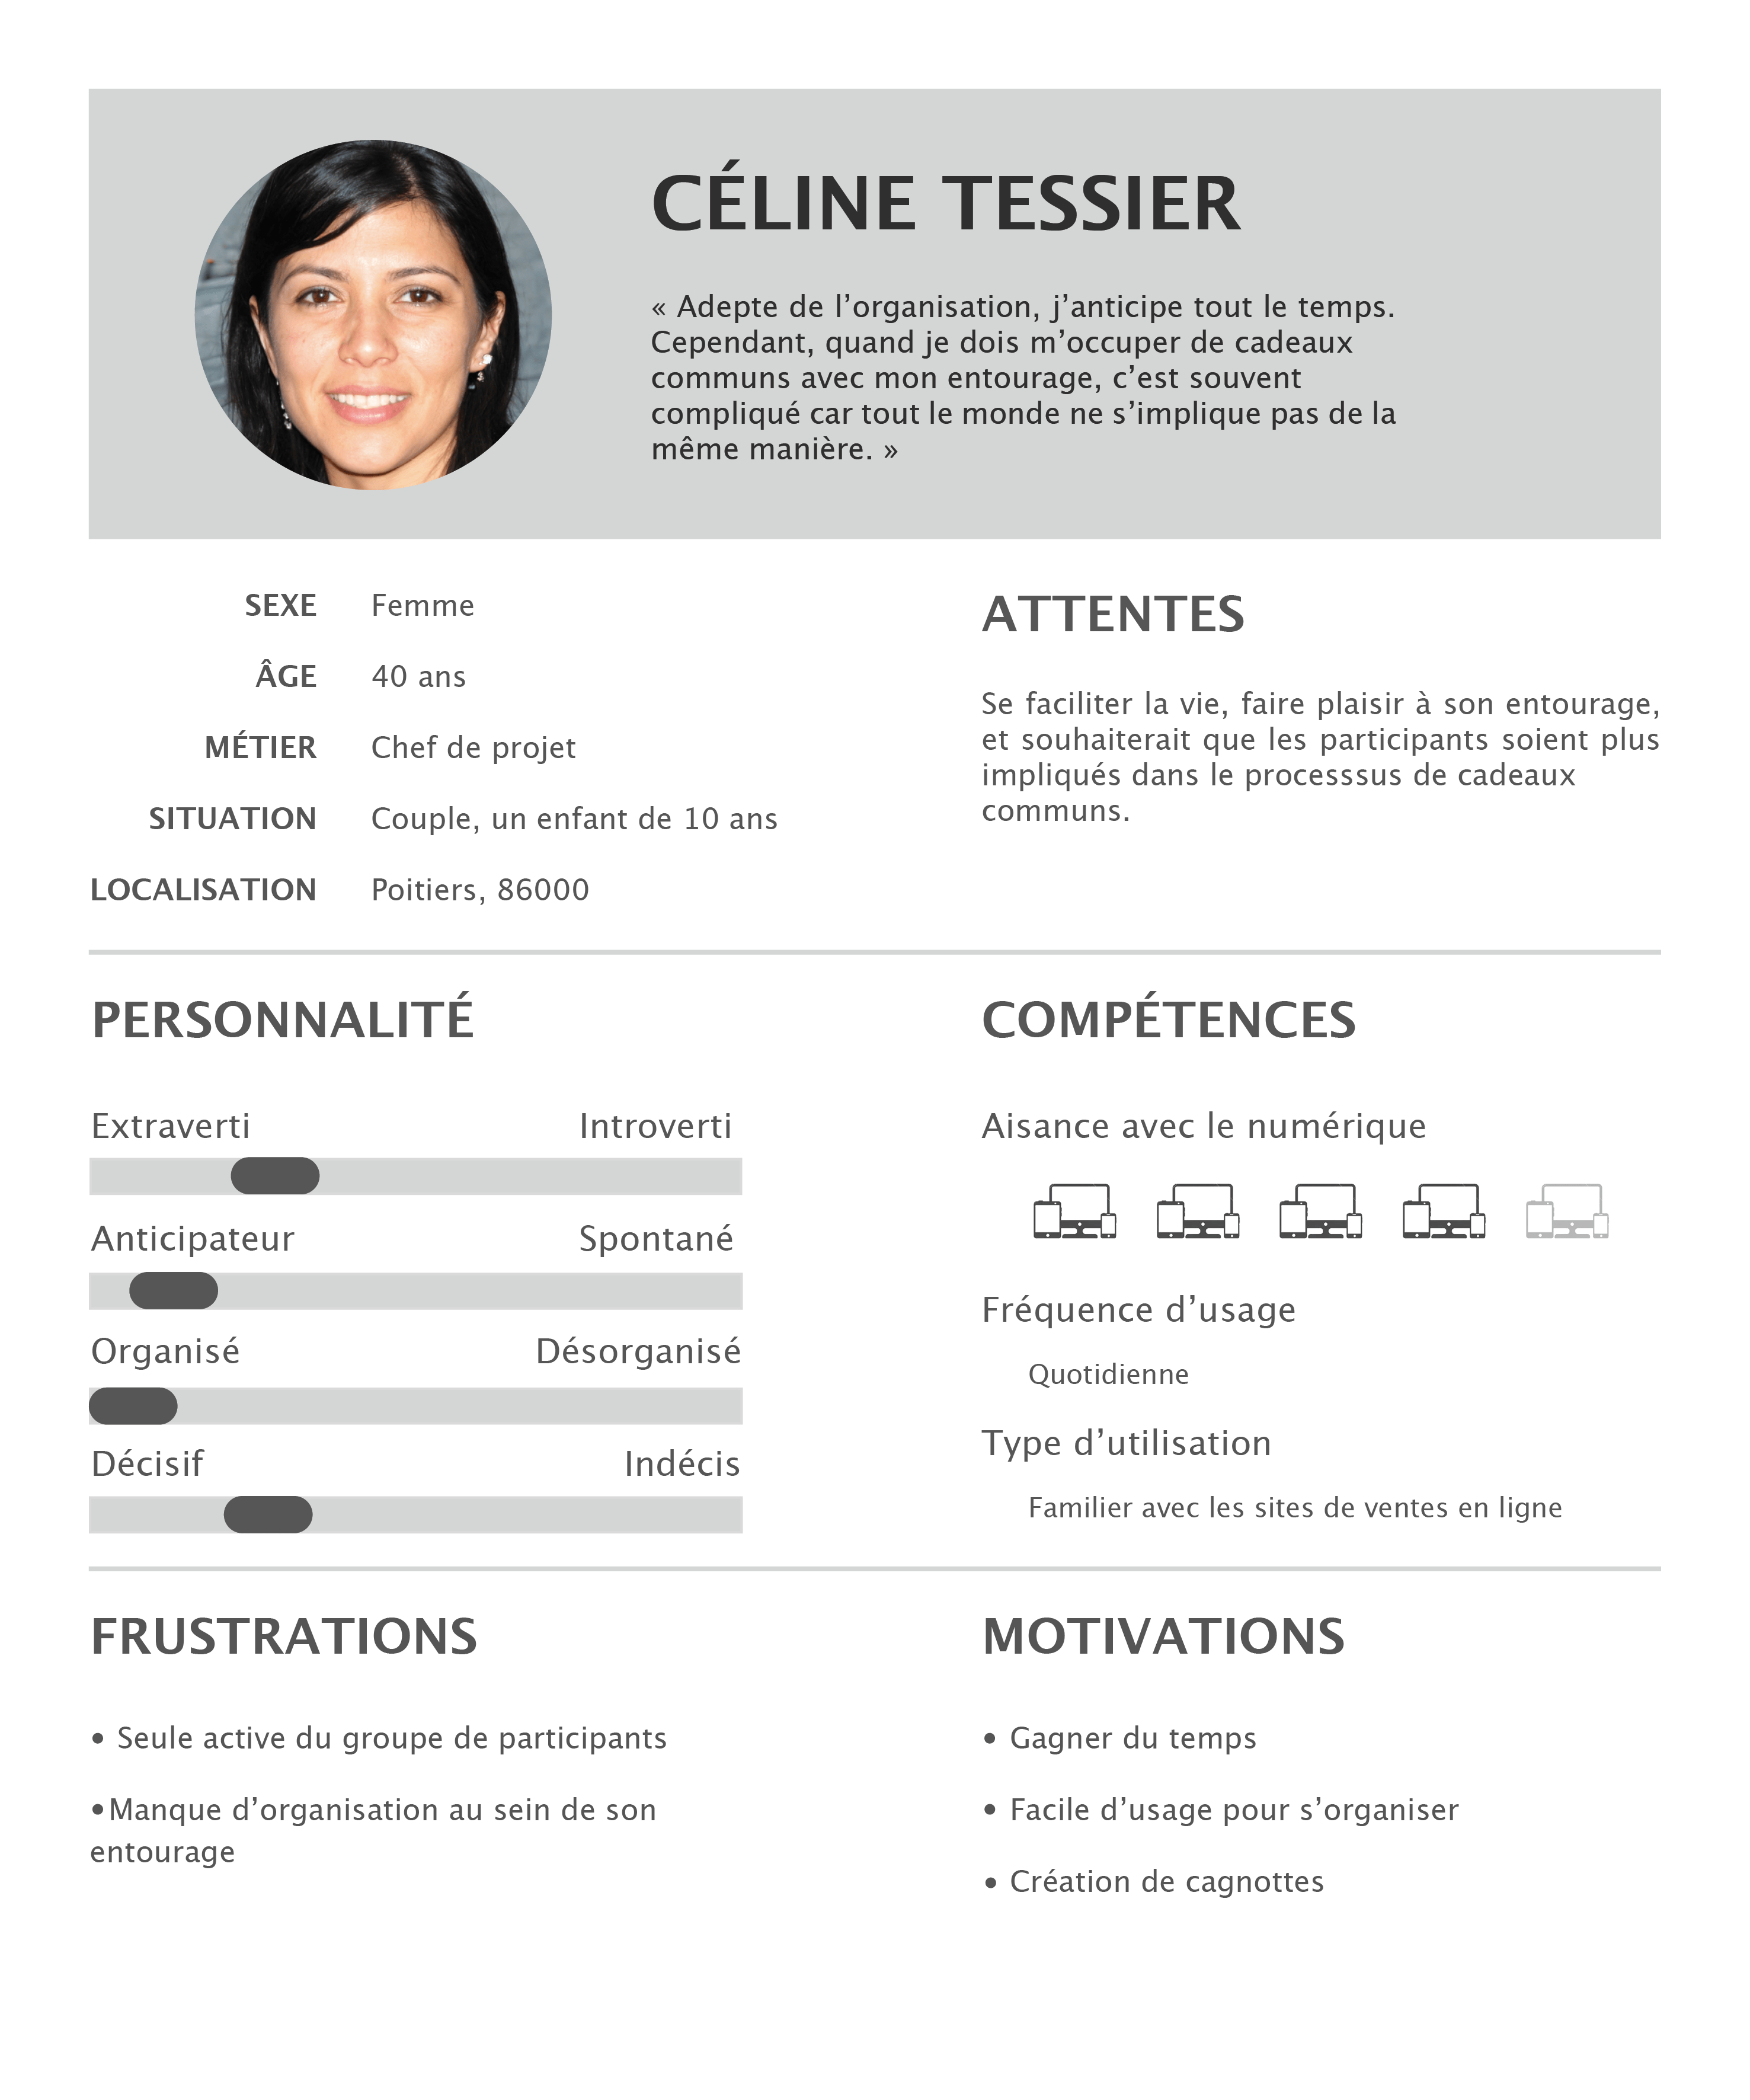 CÉLINE TESSIER
« Adepte de l’organisation, j’anticipe tout le temps.
Cependant, quand je dois m’occuper de cadeaux
communs avec mon entourage, c’est souvent
compliqué car tout le monde ne s’implique pas de la
même manière. »
SEXE Femme
ÂGE 40 ans
MÉTIER Chef de projet
SITUATION Couple, un enfant de 10 ans
LOCALISATION Poitiers, 86000
ATTENTES
Se faciliter la vie, faire plaisir à son entourage,
et souhaiterait que les participants soient plus
impliqués dans le processsus de cadeaux
communs.
PERSONNALITÉ
Extraverti Introverti
Anticipateur Spontané
Organisé Désorganisé
Décisif Indécis
COMPÉTENCES
Aisance avec le numérique
Fréquence d’usage
Quotidienne
Type d’utilisation
Familier avec les sites de ventes en ligne
FRUSTRATIONS
• Seule active du groupe de participants
•Manque d’organisation au sein de son
entourage
MOTIVATIONS
• Gagner du temps
• Facile d’usage pour s’organiser
• Création de cagnottes